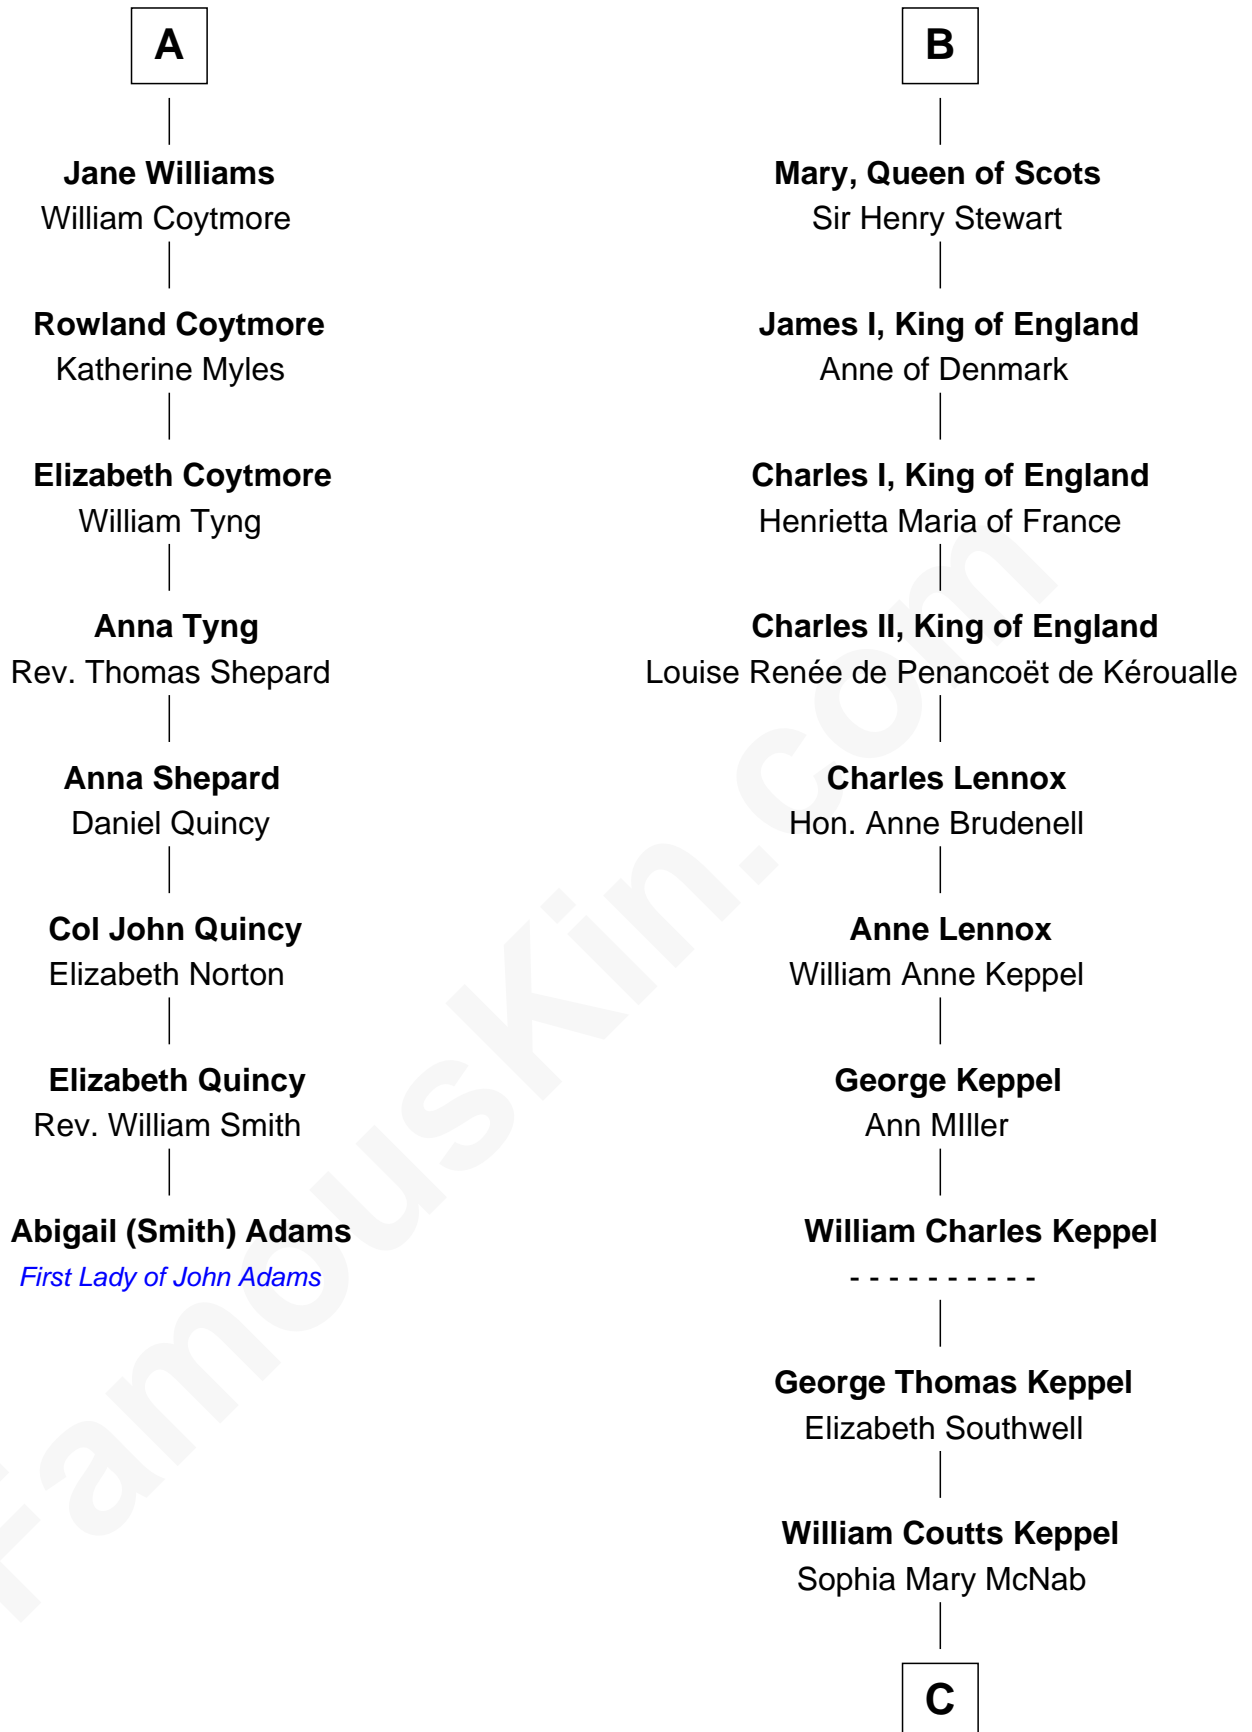 A
Jane Williams
William Coytmore
Rowland Coytmore
Katherine Myles
Elizabeth Coytmore
William Tyng
Anna Tyng
Rev. Thomas Shepard
Anna Shepard
Daniel Quincy
Col John Quincy
Elizabeth Norton
Elizabeth Quincy
Rev. William Smith
Abigail (Smith) Adams
First Lady of John Adams
B
Mary, Queen of Scots
Sir Henry Stewart
James I, King of England
Anne of Denmark
Charles I, King of England
Henrietta Maria of France
Charles II, King of England
Louise Renée de Penancoët de Kéroualle
Charles Lennox
Hon. Anne Brudenell
Anne Lennox
William Anne Keppel
George Keppel
Ann MIller
William Charles Keppel
- - - - - - - - - -
George Thomas Keppel
Elizabeth Southwell
William Coutts Keppel
Sophia Mary McNab
C
FamousKin.com